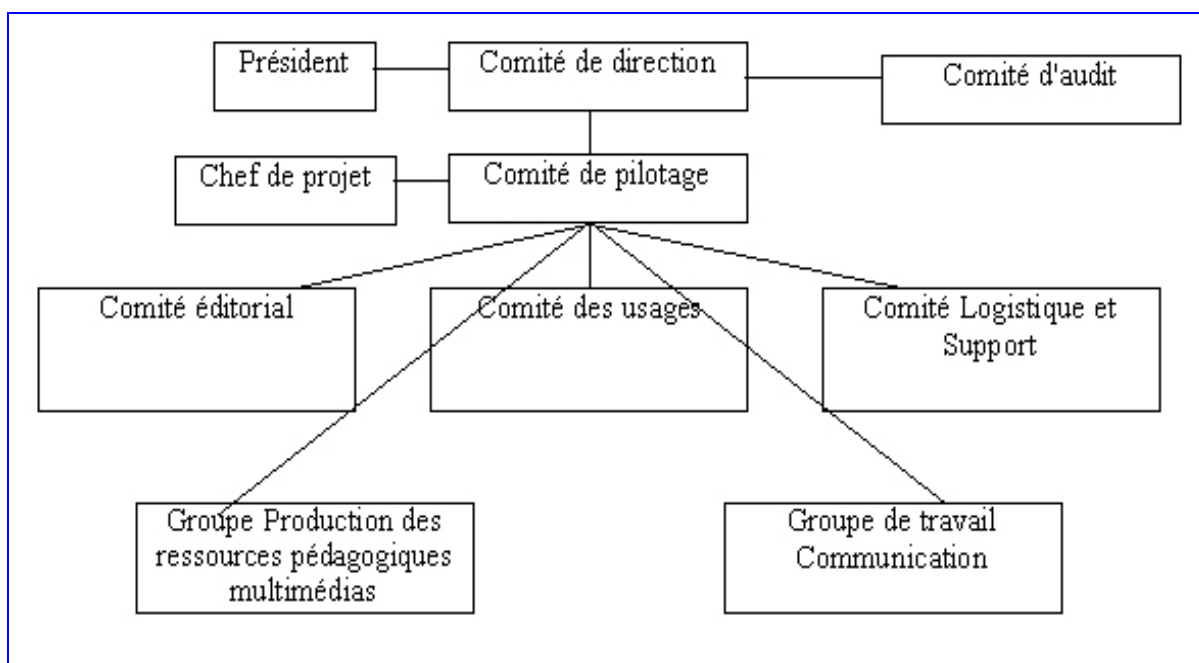 Président
Comité de direction
Comité d'audit
Chef de projet
Comité de pilotage
Comité éditorial
Comité des usages
Comité Logistique et
Support
Groupe Production des
ressources pédagogiques
multimédias
Groupe de travail
Communication